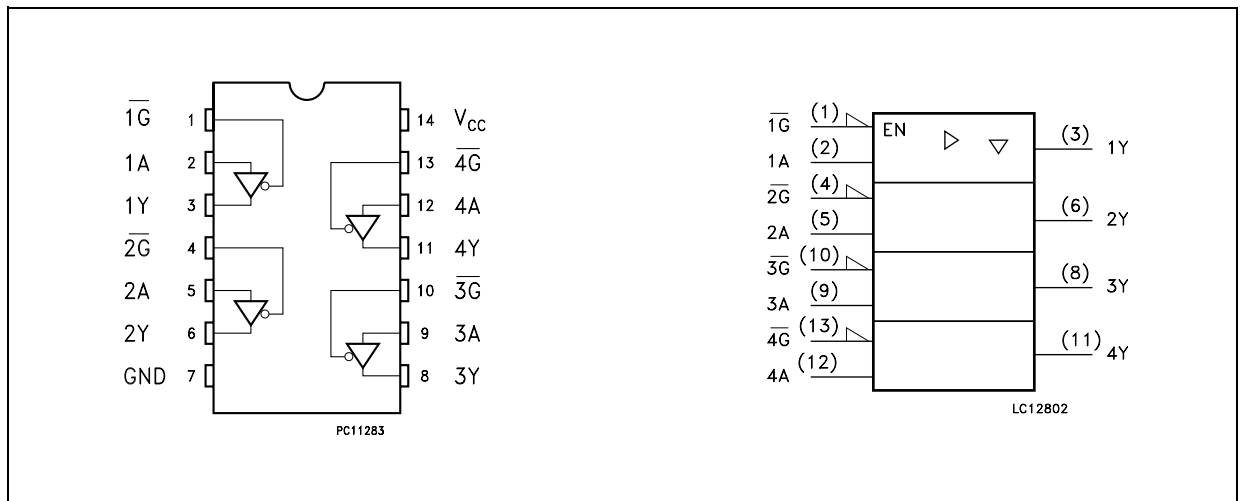 1G 1 14 VCC
1A 2 13 4G
1Y 3 12 4A
2G 4 11 4Y
2A 5 10 3G
2Y 6 9 3A
GND 7 8 3Y
PC11283
1G (1) EN (3) 1Y
1A (2)
2G (4) (6) 2Y
2A (5)
3G (10) (8) 3Y
3A (9)
4G (13) (11) 4Y
4A (12)
LC12802